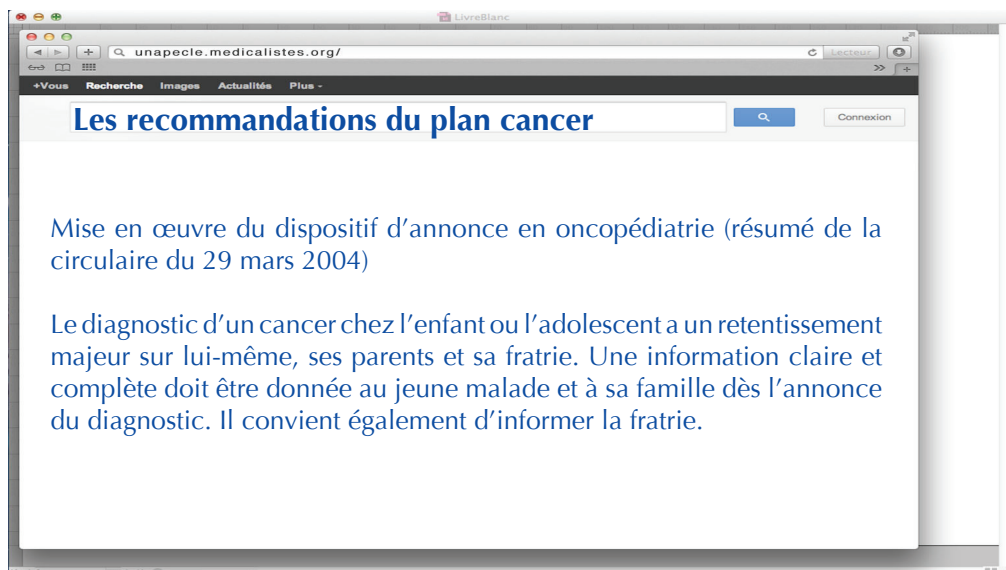 LivreBlanc
unapecle.medicalistes.org/
Lecteur
+Vous Recherche Images Actualités Plus -
Les recommandations du plan cancer
Connexion
Mise en œuvre du dispositif d’annonce en oncopédiatrie (résumé de la
circulaire du 29 mars 2004)
Le diagnostic d’un cancer chez l’enfant ou l’adolescent a un retentissement
majeur sur lui-même, ses parents et sa fratrie. Une information claire et
complète doit être donnée au jeune malade et à sa famille dès l’annonce
du diagnostic. Il convient également d’informer la fratrie.